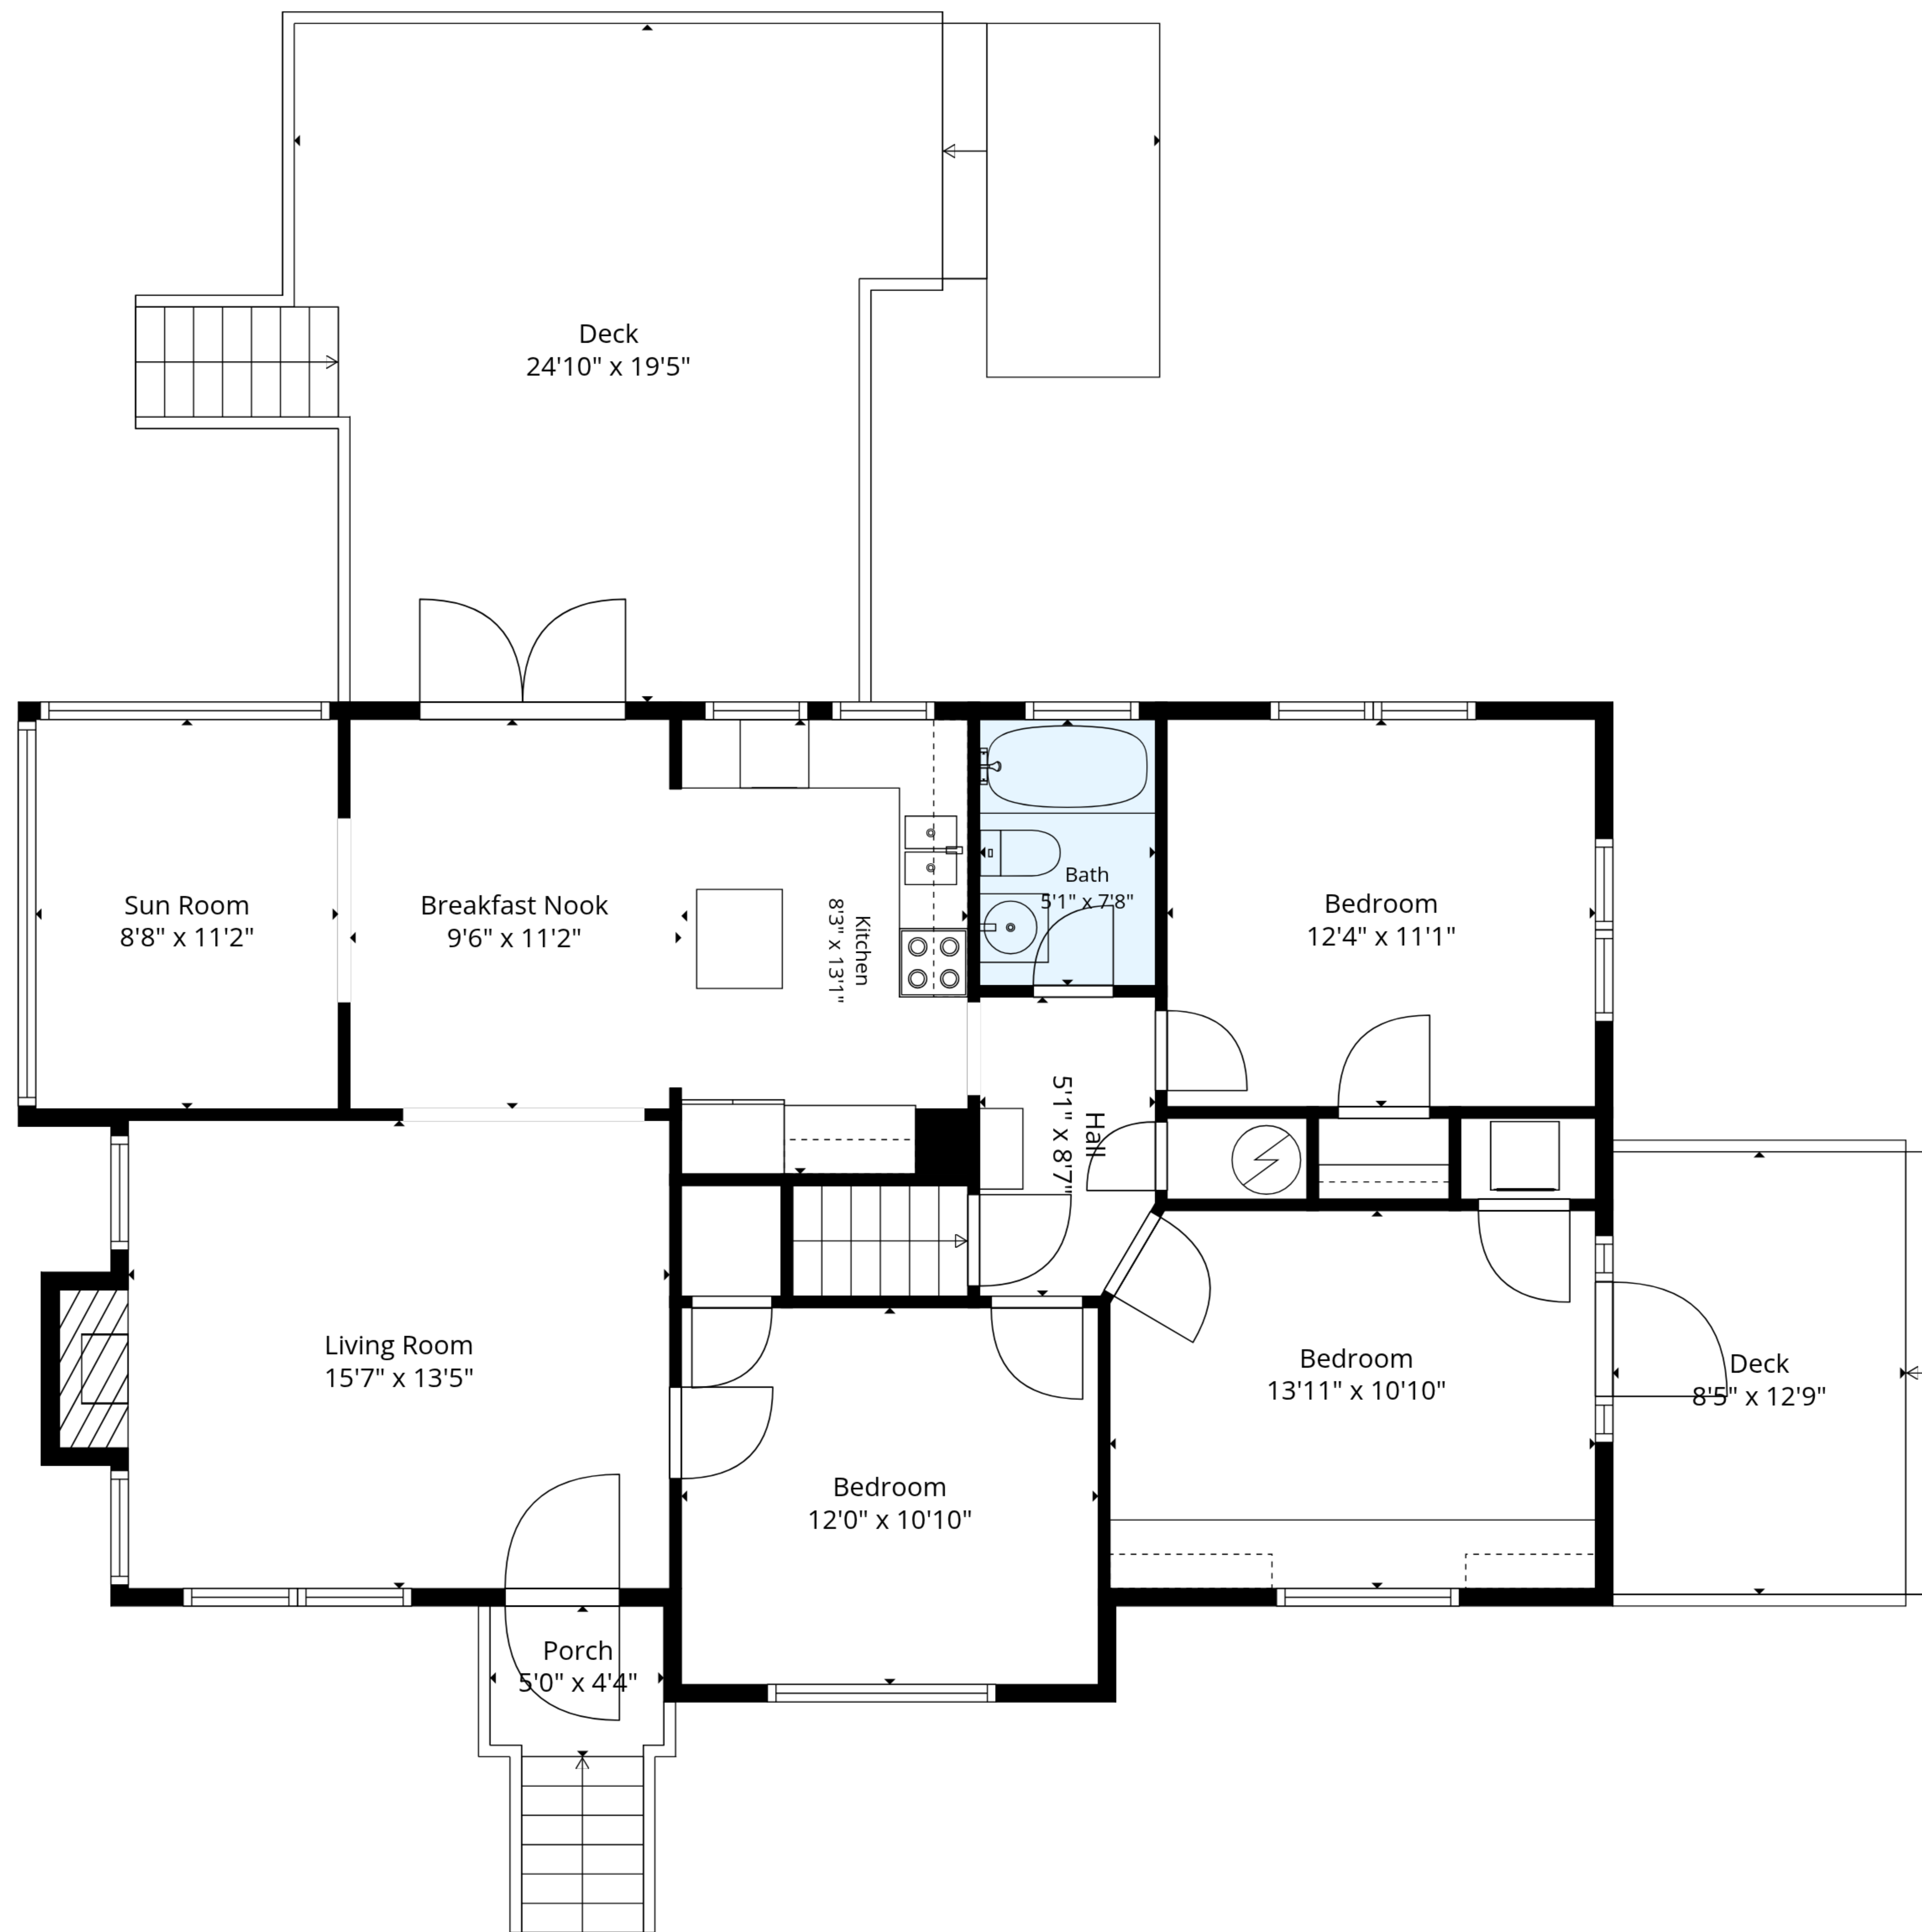 Deck
24'10" x 19'5"
Sun Room
8'8" x 11'2"
Breakfast Nook
9'6" x 11'2"
Kitchen
8'3" x 13'1"
Bath
5'1" x 7'8"
Bedroom
12'4" x 11'1"
Hall
5'1" x 8'7"
Living Room
15'7" x 13'5"
Bedroom
13'11" x 10'10"
Deck
8'5" x 12'9"
Bedroom
12'0" x 10'10"
Porch
5'0" x 4'4"